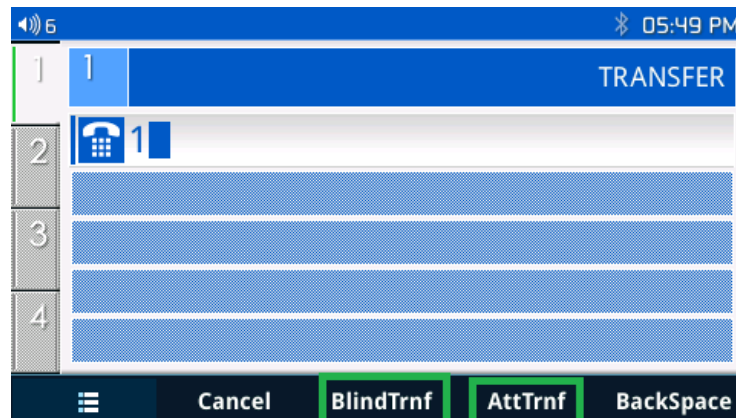 6 05:49 PM
1 1 TRANSFER
2 1
3
4
Cancel BlindTrnf AttTrnf BackSpace